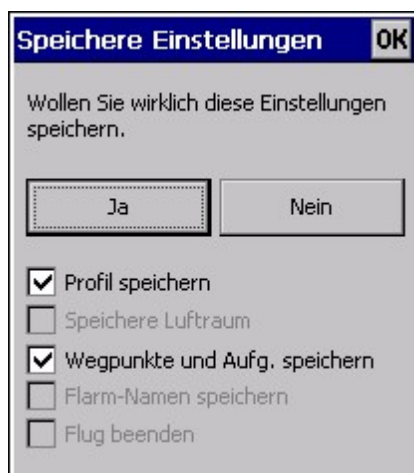 Speichere Einstellungen OK
Wollen Sie wirklich diese Einstellungen
speichern.
Ja Nein
Profil speichern
Speichere Luftraum
Wegpunkte und Aufg. speichern
Flarm-Namen speichern
Flug beenden